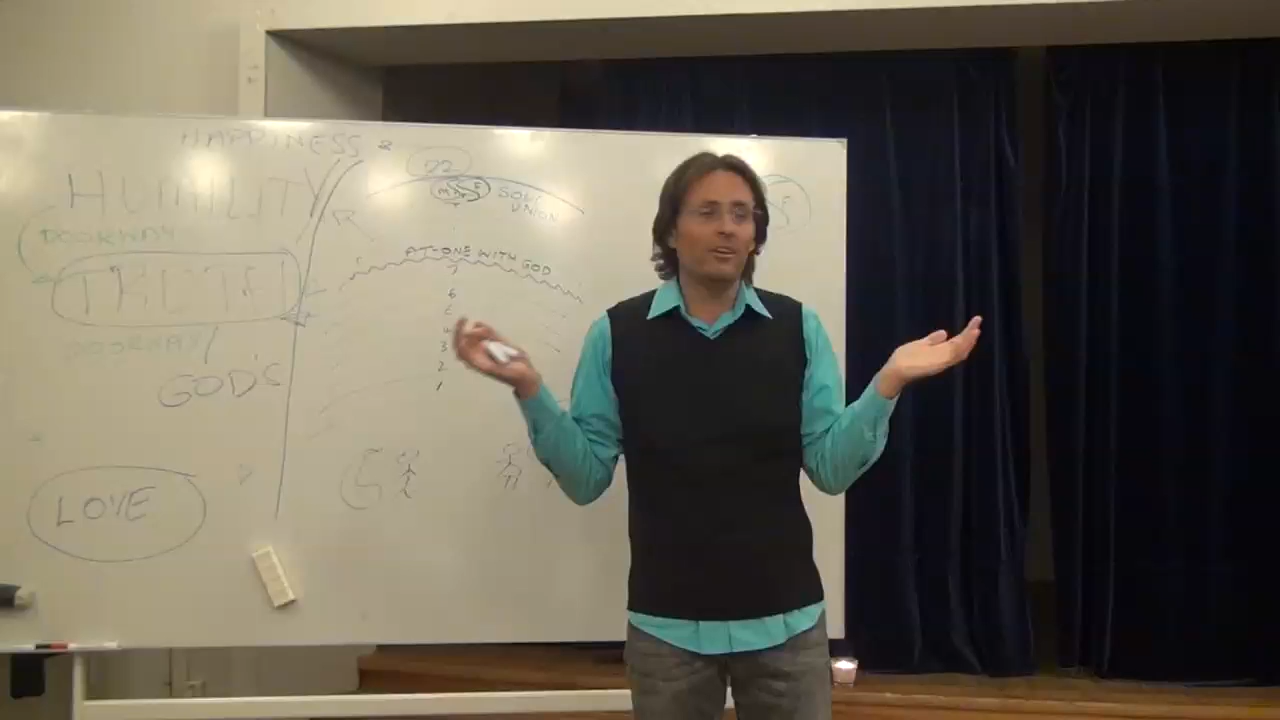 HAPPINESS &
HUMILITY
DOORWAY
TRUTH
DOORWAY
GOD'S
LOVE
22
SOUL
UNION
AT-ONE WITH GOD
7
6
5
4
3
2
1